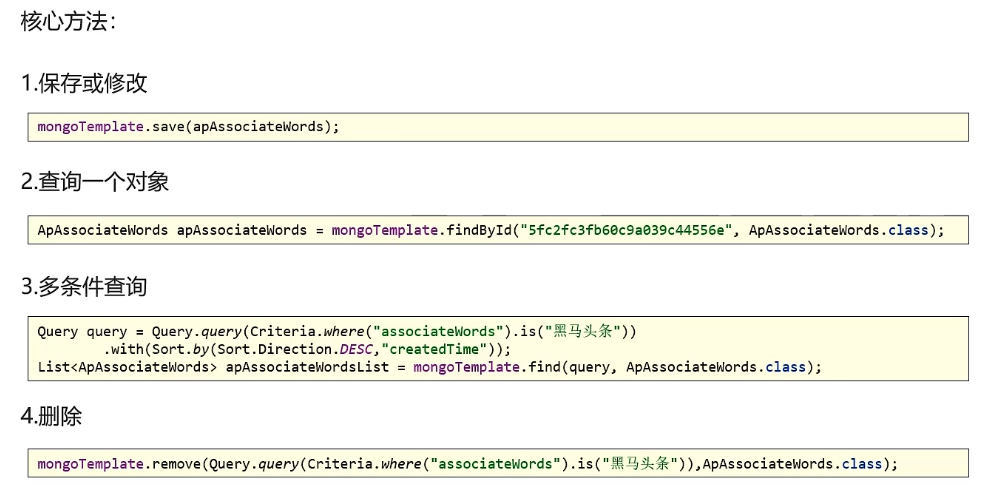 核心方法：
1.保存或修改
mongoTemplate.save(apAssociateWords);
2.查询一个对象
ApAssociateWords apAssociateWords = mongoTemplate.findById("5fc2fc3fb60c9a039c44556e", ApAssociateWords.class);
3.多条件查询
Query query = Query.query(Criteria.where("associateWords").is("黑马头条"))
.with(Sort.by(Sort.Direction.DESC,"createdTime"));
List<ApAssociateWords> apAssociateWordsList = mongoTemplate.find(query, ApAssociateWords.class);
4.删除
mongoTemplate.remove(Query.query(Criteria.where("associateWords").is("黑马头条")),ApAssociateWords.class);